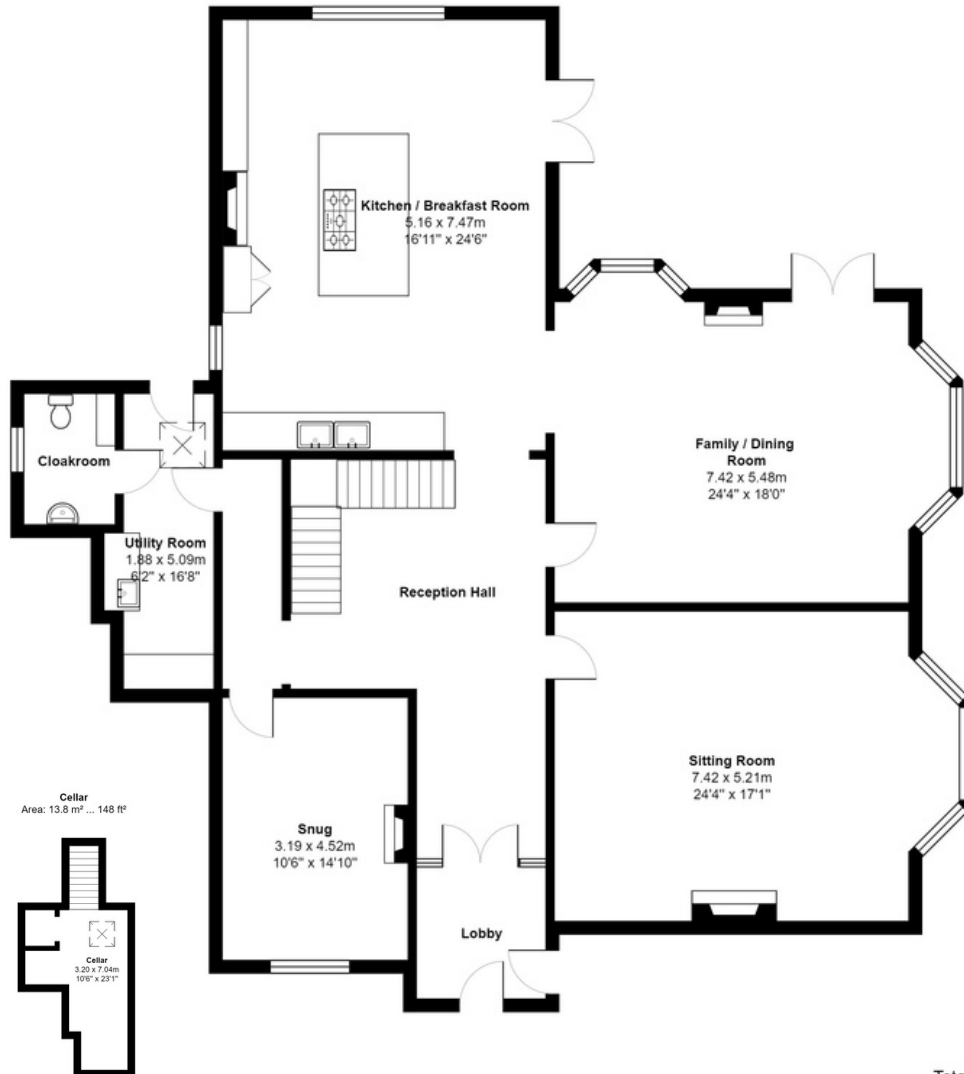 Kitchen / Breakfast Room
5.16 x 7.47m
16'11" x 24'6"
Cloakroom
Family / Dining
Room
7.42 x 5.48m
24'4" x 18'0"
Utility Room
1.88 x 5.09m
6'2" x 16'8"
Reception Hall
Sitting Room
7.42 x 5.21m
24'4" x 17'1"
Cellar
Area: 13.8 m² ... 148 ft²
Snug
3.19 x 4.52m
10'6" x 14'10"
Lobby
Cellar
3.20 x 7.04m
10'6" x 23'1"